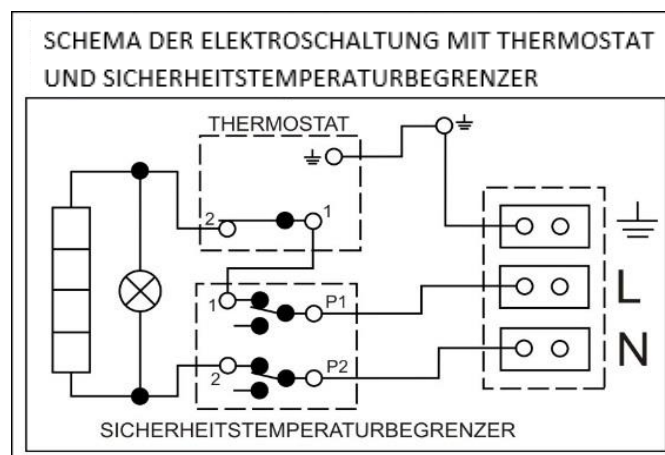 SCHEMA DER ELEKTROSCHALTUNG MIT THERMOSTAT
UND SICHERHEITSTEMPERATURBEGRENZER
THERMOSTAT
2
1
1
P1
L
2
P2
N
SICHERHEITSTEMPERATURBEGRENZER